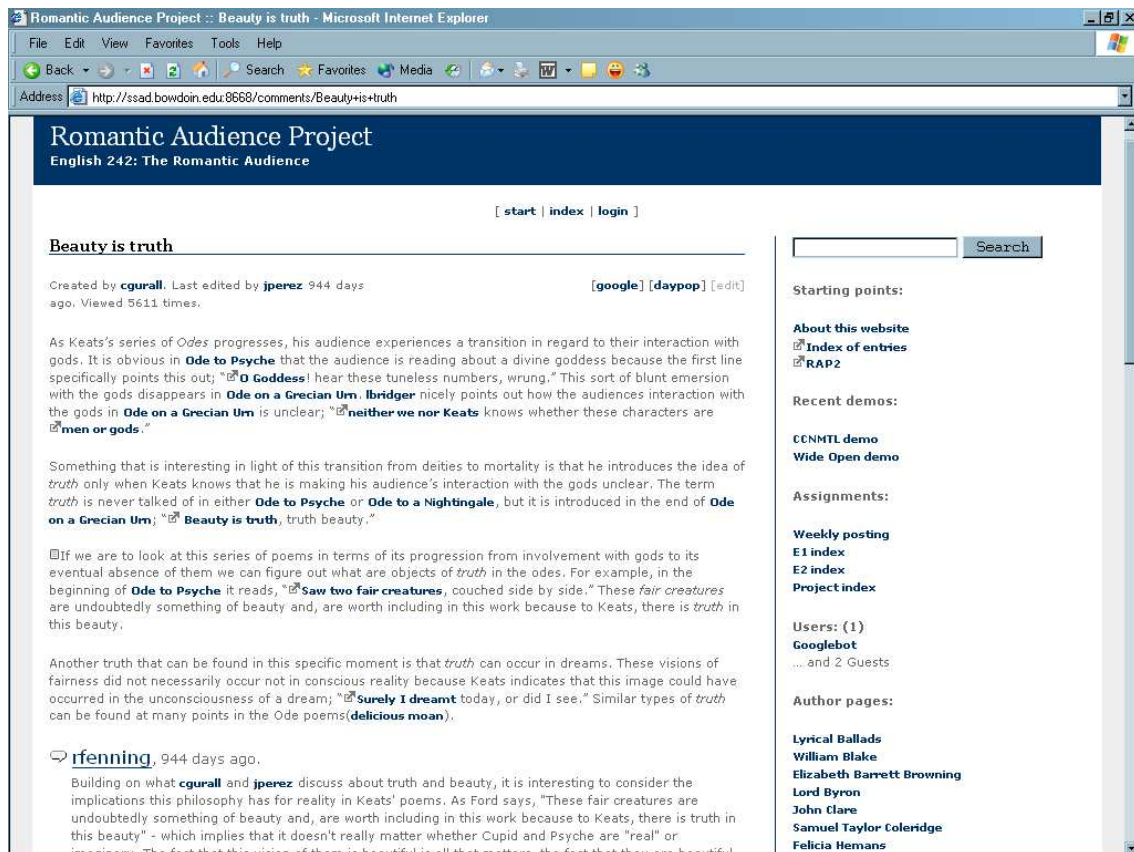 Romantic Audience Project :: Beauty is truth - Microsoft Internet Explorer
File Edit View Favorites Tools Help
Back Search Favorites Media
Address http://ssad.bowdoin.edu:8668/comments/Beauty+is+truth
Romantic Audience Project
English 242: The Romantic Audience
[ start | index | login ]
Beauty is truth
Created by cgurall. Last edited by jperez 944 days
ago. Viewed 5611 times.
[google] [daypop] [edit]
As Keats's series of Odes progresses, his audience experiences a transition in regard to their interaction with
gods. It is obvious in Ode to Psyche that the audience is reading about a divine goddess because the first line
specifically points this out; "O Goddess! hear these tuneless numbers, wrung." This sort of blunt emersion
with the gods disappears in Ode on a Grecian Urn. lbridger nicely points out how the audiences interaction with
the gods in Ode on a Grecian Urn is unclear; "neither we nor Keats knows whether these characters are
men or gods."
Something that is interesting in light of this transition from deities to mortality is that he introduces the idea of
truth only when Keats knows that he is making his audience's interaction with the gods unclear. The term
truth is never talked of in either Ode to Psyche or Ode to a Nightingale, but it is introduced in the end of Ode
on a Grecian Urn; " Beauty is truth, truth beauty."
If we are to look at this series of poems in terms of its progression from involvement with gods to its
eventual absence of them we can figure out what are objects of truth in the odes. For example, in the
beginning of Ode to Psyche it reads, "Saw two fair creatures, couched side by side." These fair creatures
are undoubtedly something of beauty and, are worth including in this work because to Keats, there is truth in
this beauty.
Another truth that can be found in this specific moment is that truth can occur in dreams. These visions of
fairness did not necessarily occur not in conscious reality because Keats indicates that this image could have
occurred in the unconsciousness of a dream; "Surely I dreamt today, or did I see." Similar types of truth
can be found at many points in the Ode poems(delicious moan).
rfenning, 944 days ago.
Building on what cgurall and jperez discuss about truth and beauty, it is interesting to consider the
implications this philosophy has for reality in Keats' poems. As Ford says, "These fair creatures are
undoubtedly something of beauty and, are worth including in this work because to Keats, there is truth in
this beauty" - which implies that it doesn't really matter whether Cupid and Psyche are "real" or
imaginary. The fact that this vision of them is beautiful is all that matters, the fact that they are beautiful
Search
Starting points:
About this website
Index of entries
RAP2
Recent demos:
CCNMTL demo
Wide Open demo
Assignments:
Weekly posting
E1 index
E2 index
Project index
Users: (1)
Googlebot
... and 2 Guests
Author pages:
Lyrical Ballads
William Blake
Elizabeth Barrett Browning
Lord Byron
John Clare
Samuel Taylor Coleridge
Felicia Hemans